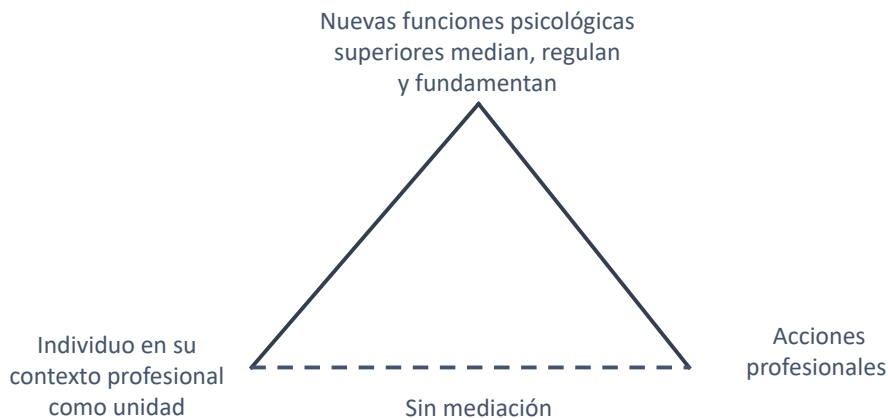 Nuevas funciones psicológicas
superiores median, regulan
y fundamentan
Individuo en su
contexto profesional
como unidad
Sin mediación
Acciones
profesionales